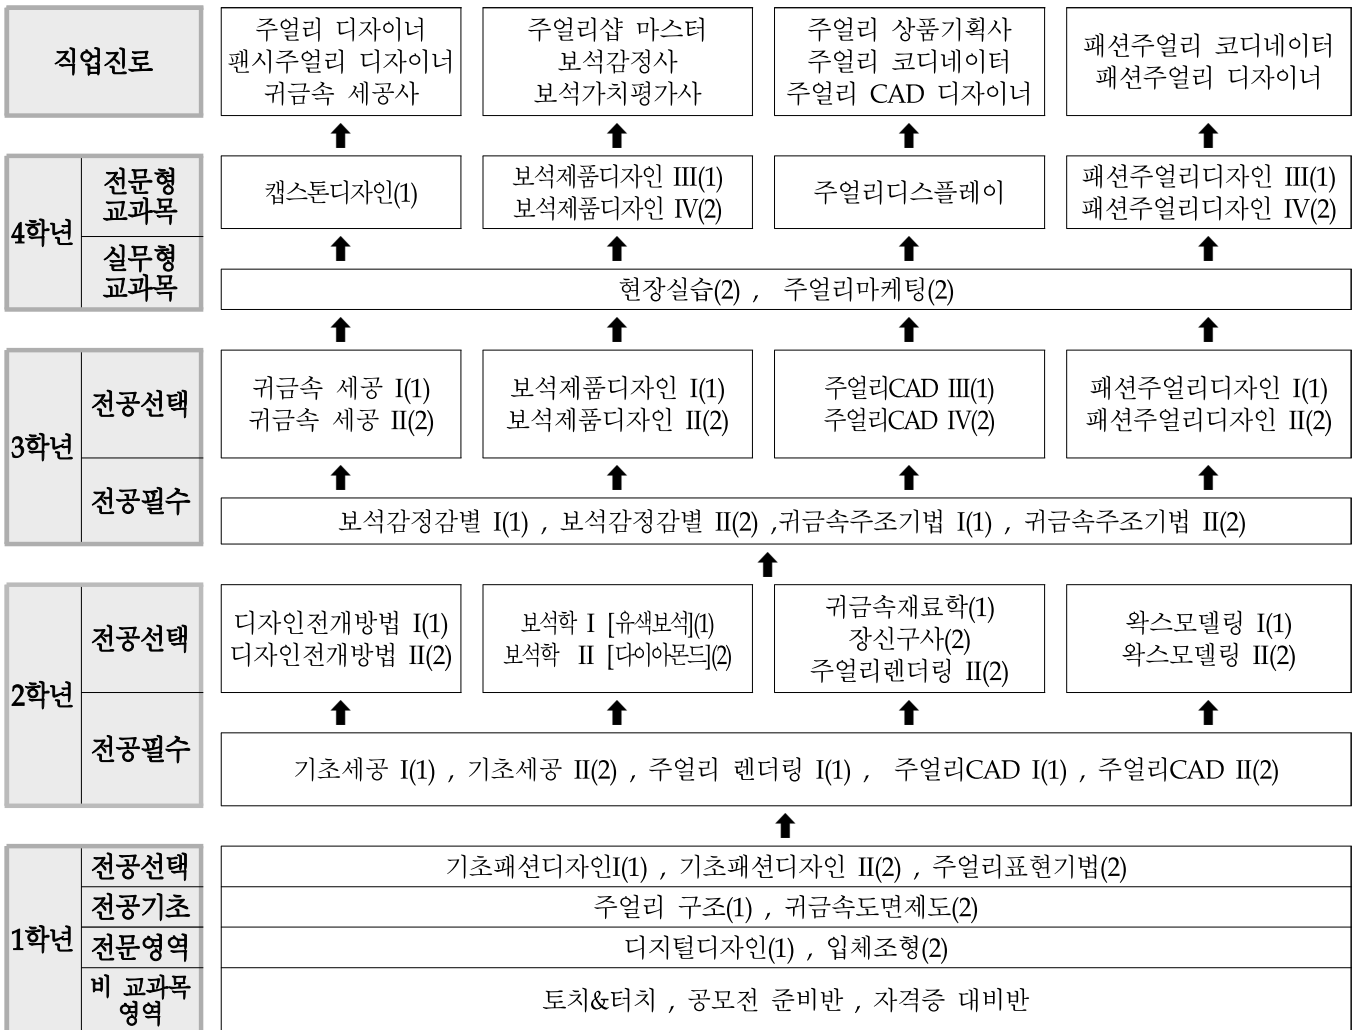 직업진로
주얼리 디자이너
팬시주얼리 디자이너
귀금속 세공사
주얼리샵 마스터
보석감정사
보석가치평가사
주얼리 상품기획사
주얼리 코디네이터
주얼리 CAD 디자이너
패션주얼리 코디네이터
패션주얼리 디자이너
4학년
전문형
교과목
캡스톤디자인(1)
보석제품디자인 III(1)
보석제품디자인 IV(2)
주얼리디스플레이
패션주얼리디자인 III(1)
패션주얼리디자인 IV(2)
실무형
교과목
현장실습(2) , 주얼리마케팅(2)
3학년
전공선택
귀금속 세공 I(1)
귀금속 세공 II(2)
보석제품디자인 I(1)
보석제품디자인 II(2)
주얼리CAD III(1)
주얼리CAD IV(2)
패션주얼리디자인 I(1)
패션주얼리디자인 II(2)
전공필수
보석감정감별 I(1) , 보석감정감별 II(2) ,귀금속주조기법 I(1) , 귀금속주조기법 II(2)
2학년
전공선택
디자인전개방법 I(1)
디자인전개방법 II(2)
보석학 I [유색보석](1)
보석학 II [다이아몬드](2)
귀금속재료학(1)
장신구사(2)
주얼리렌더링 II(2)
왁스모델링 I(1)
왁스모델링 II(2)
전공필수
기초세공 I(1) , 기초세공 II(2) , 주얼리 렌더링 I(1) , 주얼리CAD I(1) , 주얼리CAD II(2)
1학년
전공선택
기초패션디자인I(1) , 기초패션디자인 II(2) , 주얼리표현기법(2)
전공기초
주얼리 구조(1) , 귀금속도면제도(2)
전문영역
디지털디자인(1) , 입체조형(2)
비 교과목
영역
토치&터치 , 공모전 준비반 , 자격증 대비반